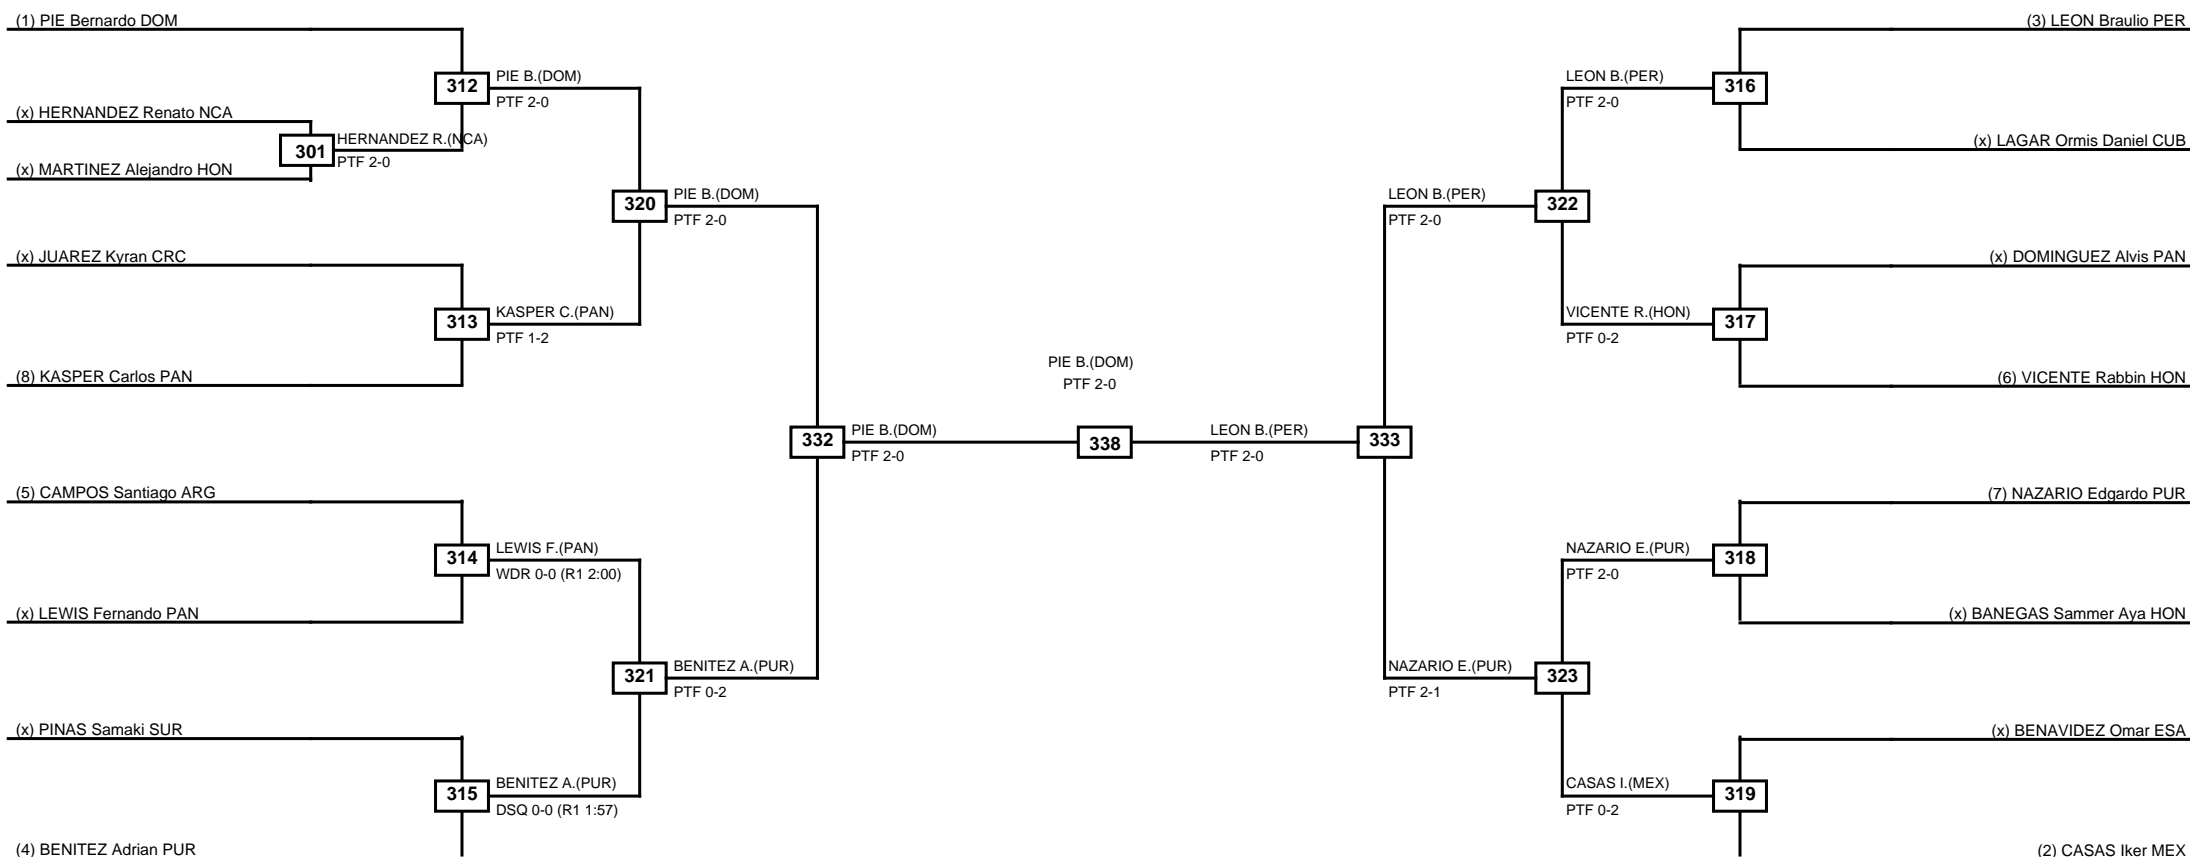 (1) PIE Bernardo DOM
(3) LEON Braulio PER
312
PIE B.(DOM)
PTF 2-0
LEON B.(PER)
PTF 2-0
316
(x) HERNANDEZ Renato NCA
301
HERNANDEZ R.(NCA)
PTF 2-0
(x) MARTINEZ Alejandro HON
(x) LAGAR Ormis Daniel CUB
320
PIE B.(DOM)
PTF 2-0
LEON B.(PER)
PTF 2-0
322
(x) JUAREZ Kyran CRC
(x) DOMINGUEZ Alvis PAN
313
KASPER C.(PAN)
PTF 1-2
VICENTE R.(HON)
PTF 0-2
317
(8) KASPER Carlos PAN
(6) VICENTE Rabbin HON
PIE B.(DOM)
PTF 2-0
332
PIE B.(DOM)
PTF 2-0
338
LEON B.(PER)
PTF 2-0
333
(5) CAMPOS Santiago ARG
(7) NAZARIO Edgardo PUR
314
LEWIS F.(PAN)
WDR 0-0 (R1 2:00)
NAZARIO E.(PUR)
PTF 2-0
318
(x) LEWIS Fernando PAN
(x) BANEGAS Sammer Aya HON
321
BENITEZ A.(PUR)
PTF 0-2
NAZARIO E.(PUR)
PTF 2-1
323
(x) PINAS Samaki SUR
(x) BENAVIDEZ Omar ESA
315
BENITEZ A.(PUR)
DSQ 0-0 (R1 1:57)
CASAS I.(MEX)
PTF 0-2
319
(4) BENITEZ Adrian PUR
(2) CASAS Iker MEX